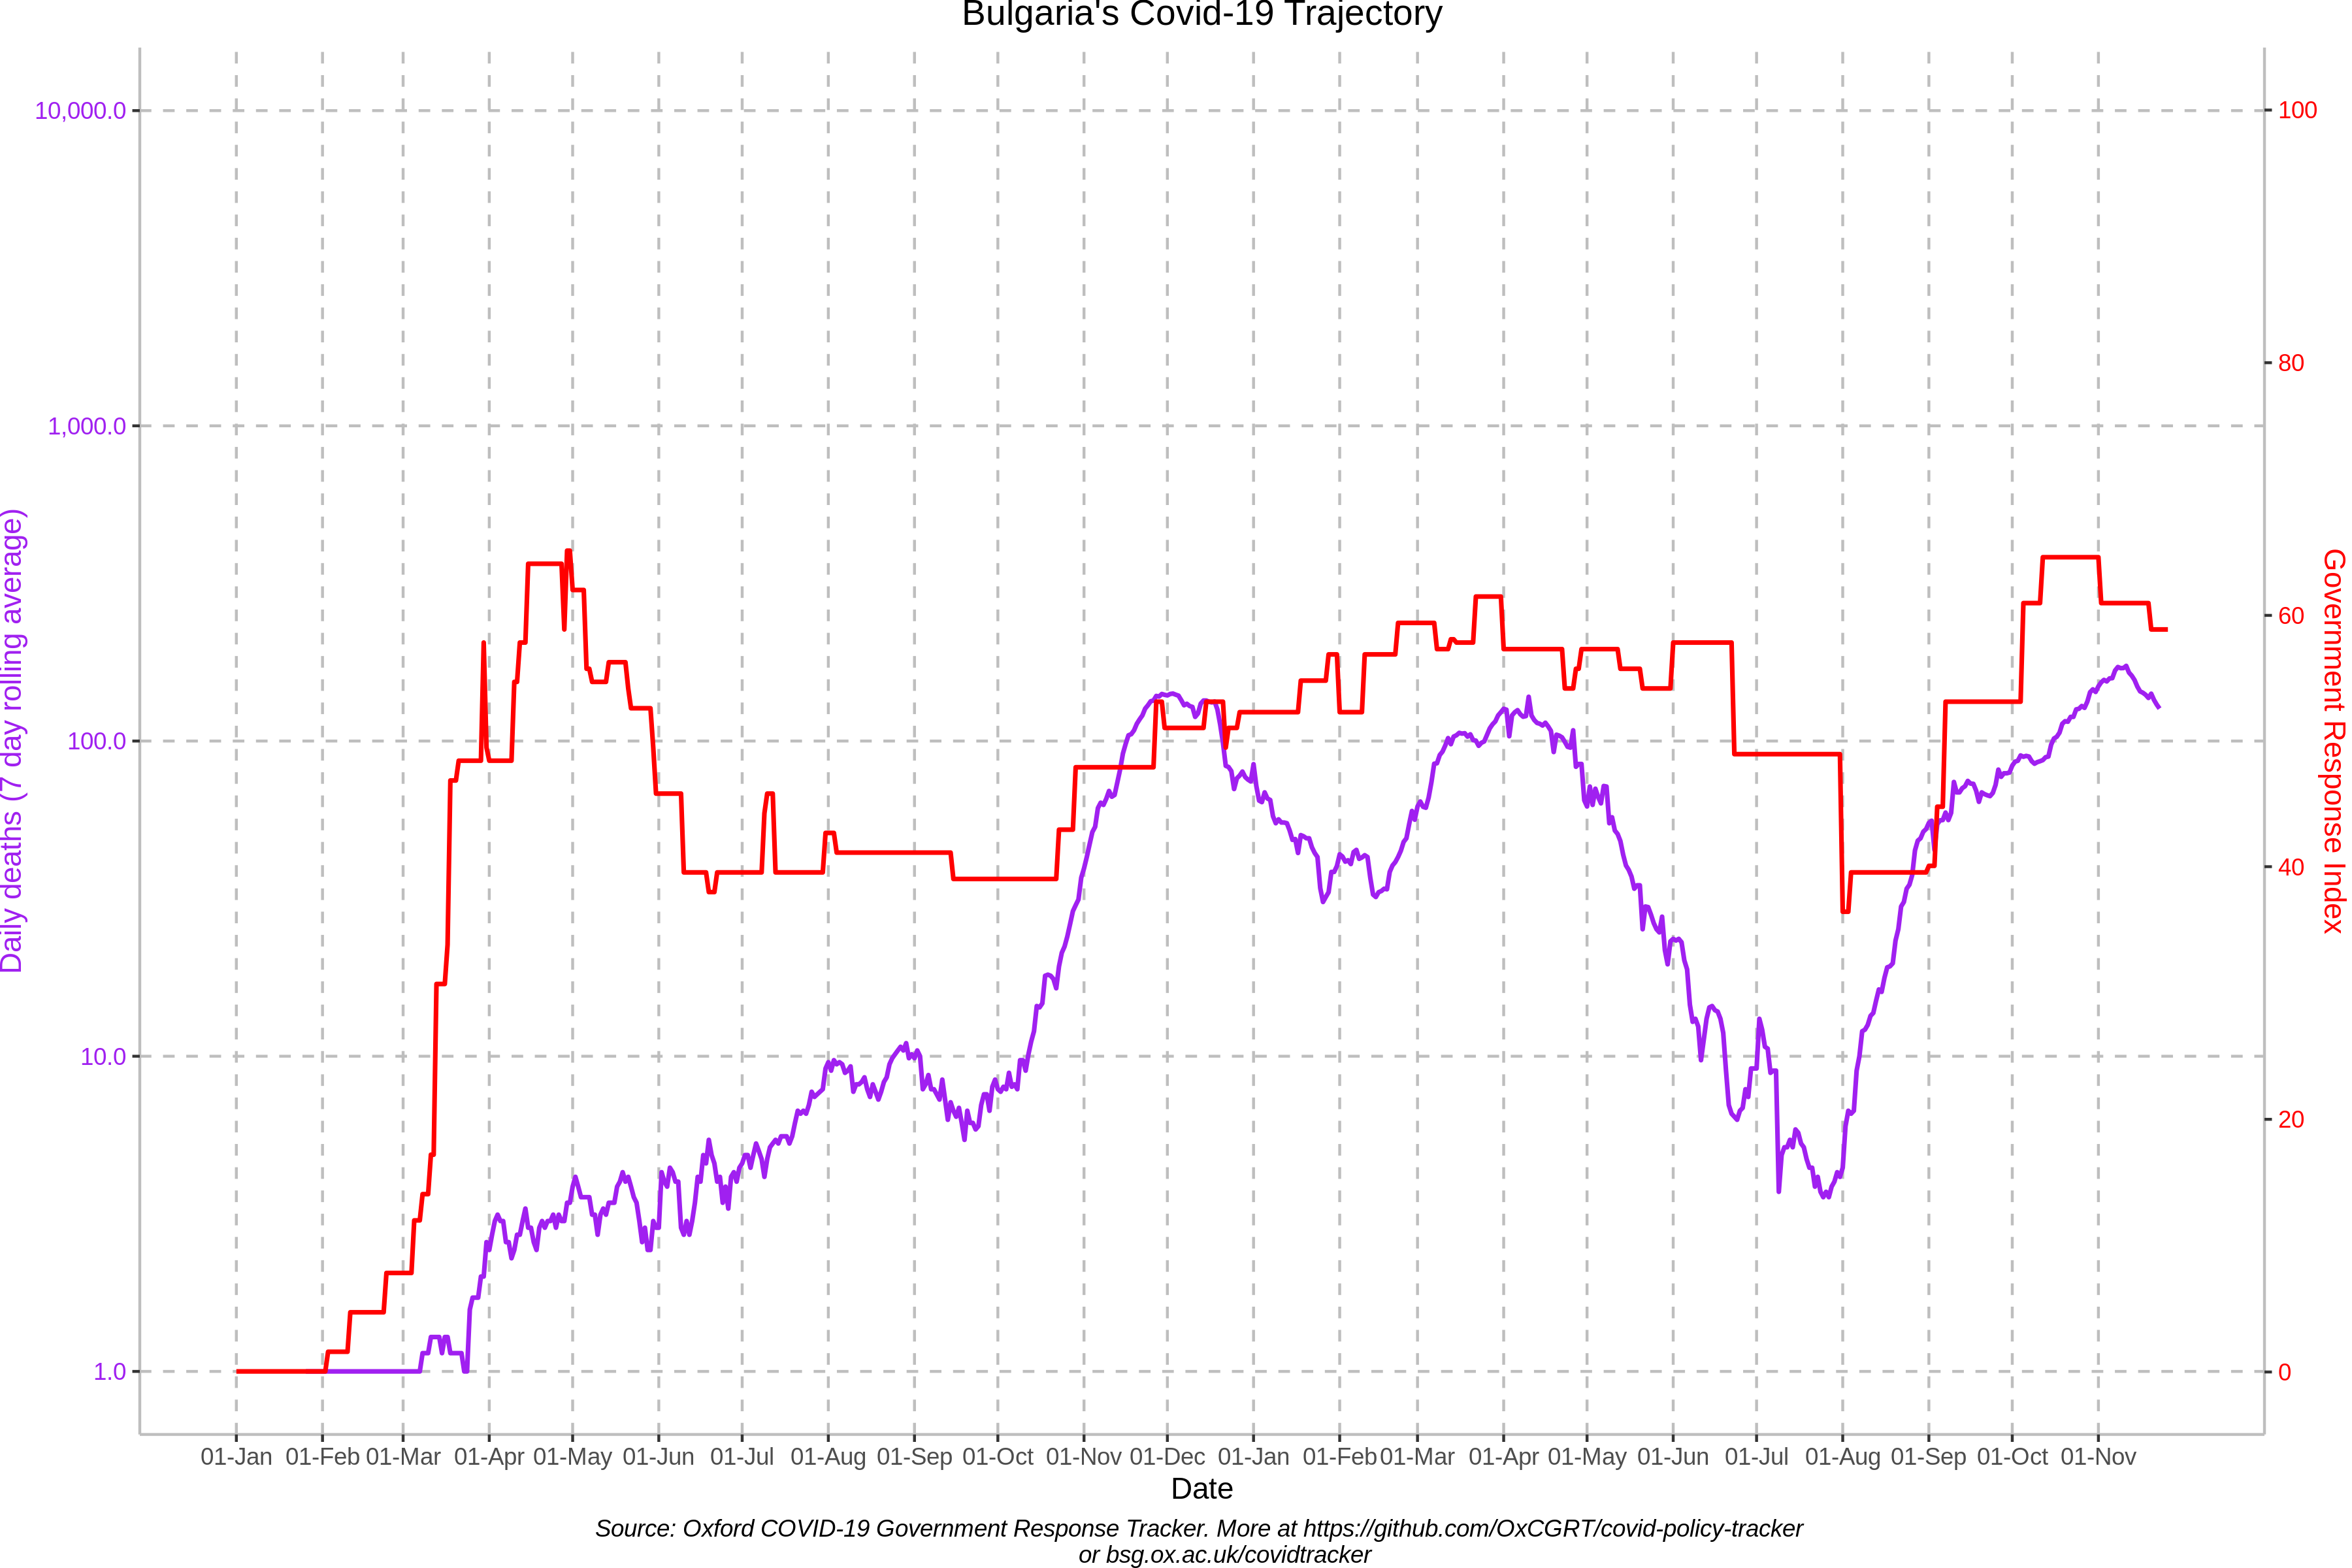 Bulgaria's Covid-19 Trajectory
10,000.0
1,000.0
100.0
10.0
1.0
Daily deaths (7 day rolling average)
100
80
60
40
20
0
Government Response Index
01-Jan 01-Feb 01-Mar 01-Apr 01-May 01-Jun 01-Jul 01-Aug 01-Sep 01-Oct 01-Nov 01-Dec 01-Jan 01-Feb 01-Mar 01-Apr 01-May 01-Jun 01-Jul 01-Aug 01-Sep 01-Oct 01-Nov
Date
Source: Oxford COVID-19 Government Response Tracker. More at https://github.com/OxCGRT/covid-policy-tracker
or bsg.ox.ac.uk/covidtracker